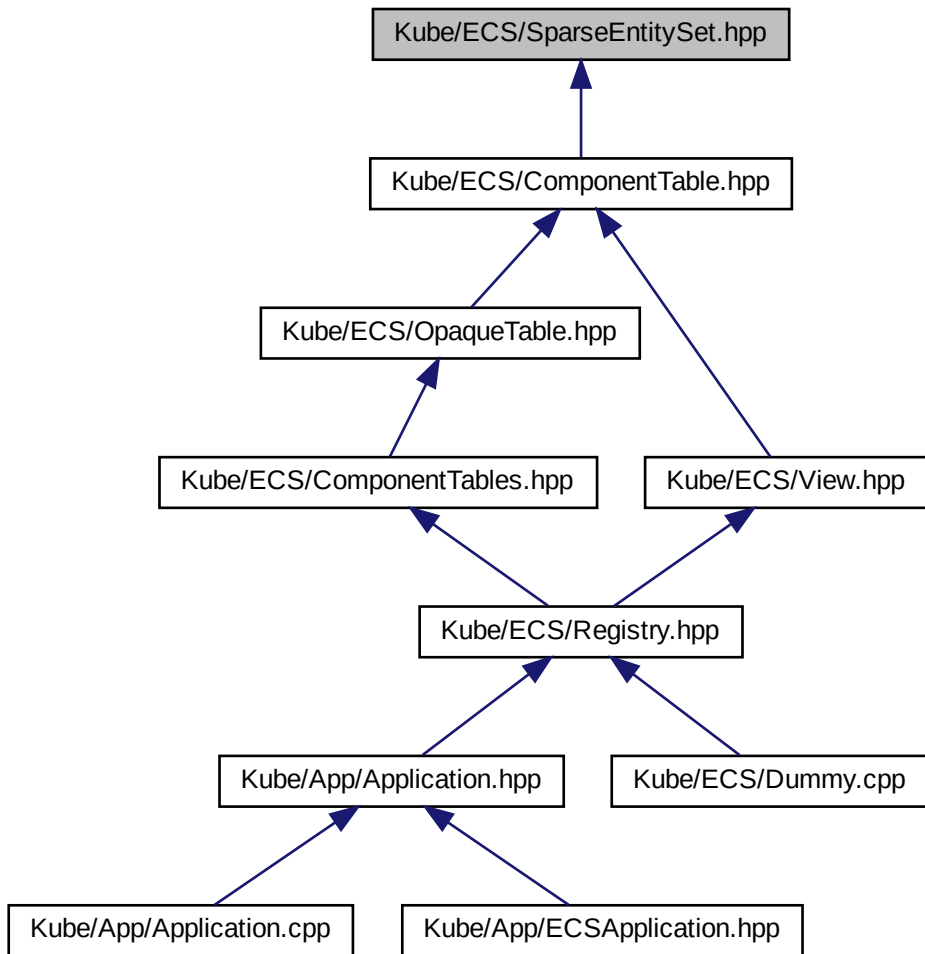 Kube/ECS/SparseEntitySet.hpp
Kube/ECS/ComponentTable.hpp
Kube/ECS/OpaqueTable.hpp
Kube/ECS/ComponentTables.hpp
Kube/ECS/View.hpp
Kube/ECS/Registry.hpp
Kube/App/Application.hpp
Kube/ECS/Dummy.cpp
Kube/App/Application.cpp
Kube/App/ECSApplication.hpp